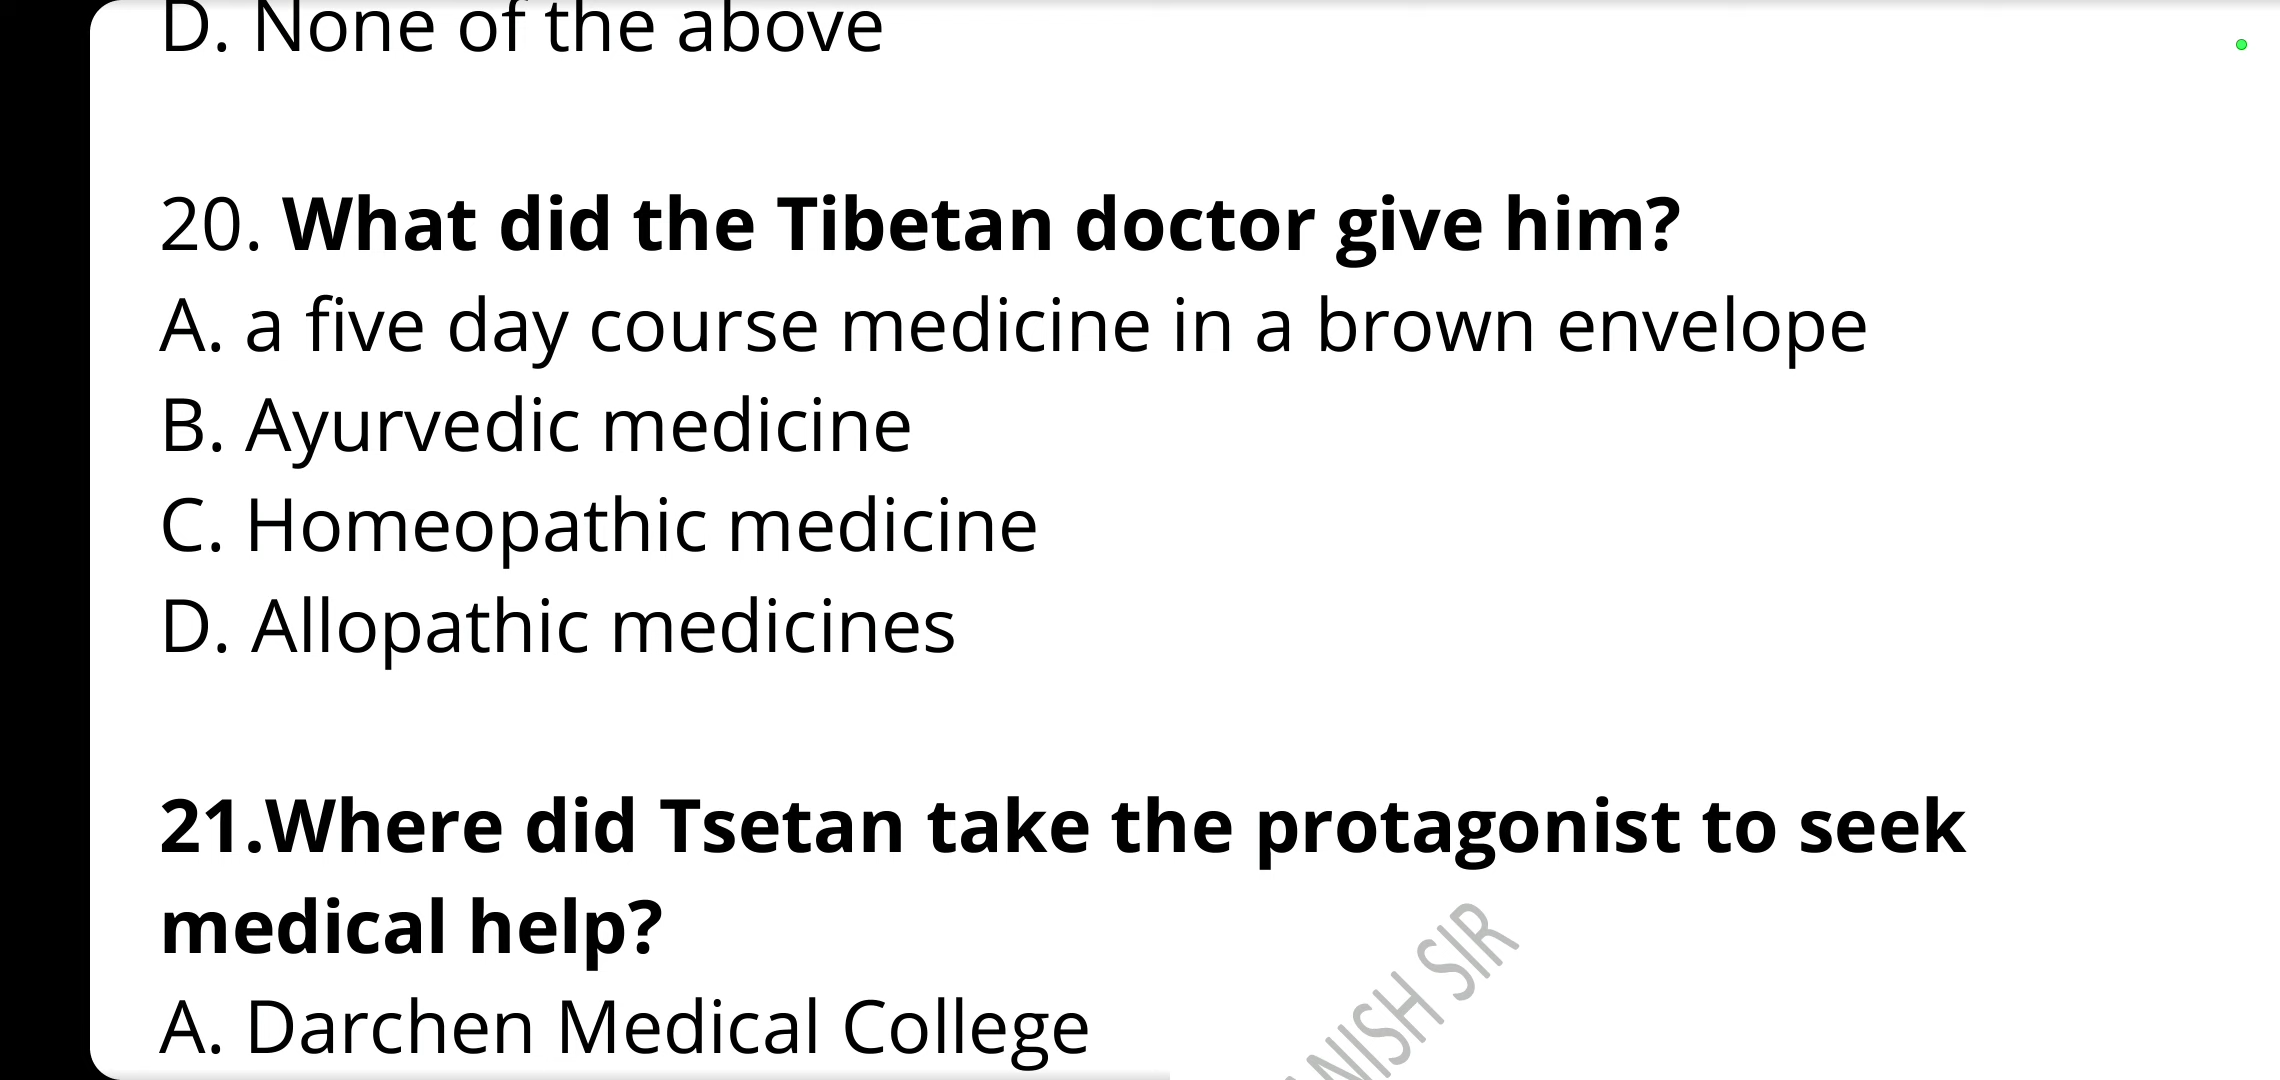 D. None of the above
20. What did the Tibetan doctor give him?
A. a five day course medicine in a brown envelope
B. Ayurvedic medicine
C. Homeopathic medicine
D. Allopathic medicines
21.Where did Tsetan take the protagonist to seek
medical help?
A. Darchen Medical College
NISH SIR